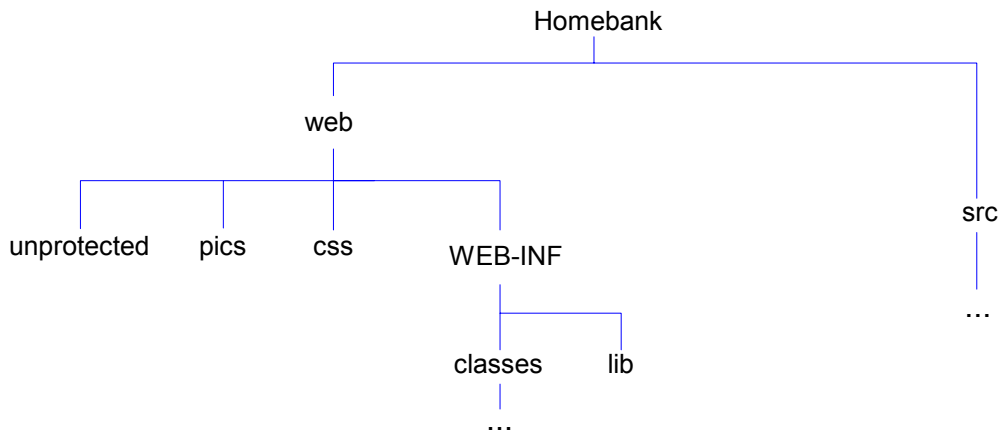 Homebank
web
src
unprotected
pics
css
WEB-INF
...
classes
lib
...